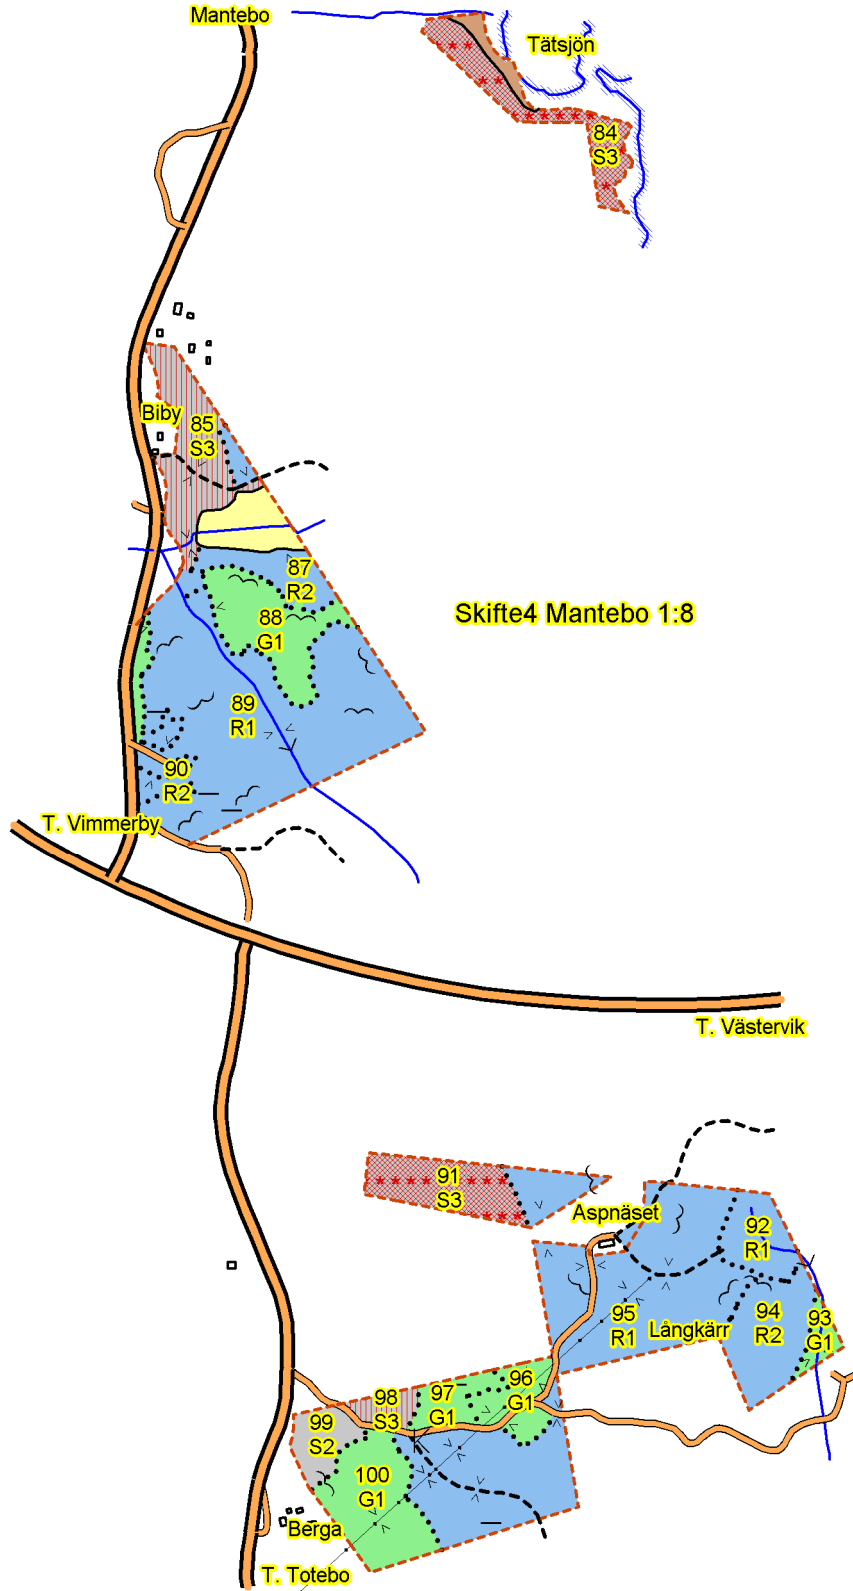 Mantebo
Tätsjön
84
S3
Biby
85
S3
87
R2
88
G1
Skifte4 Mantebo 1:8
89
R1
90
R2
T. Vimmerby
T. Västervik
91
S3
Aspnäset
92
R1
95
R1
Långkärr
94
R2
93
G1
96
G1
97
G1
98
S3
99
S2
100
G1
Berga
T. Totebo